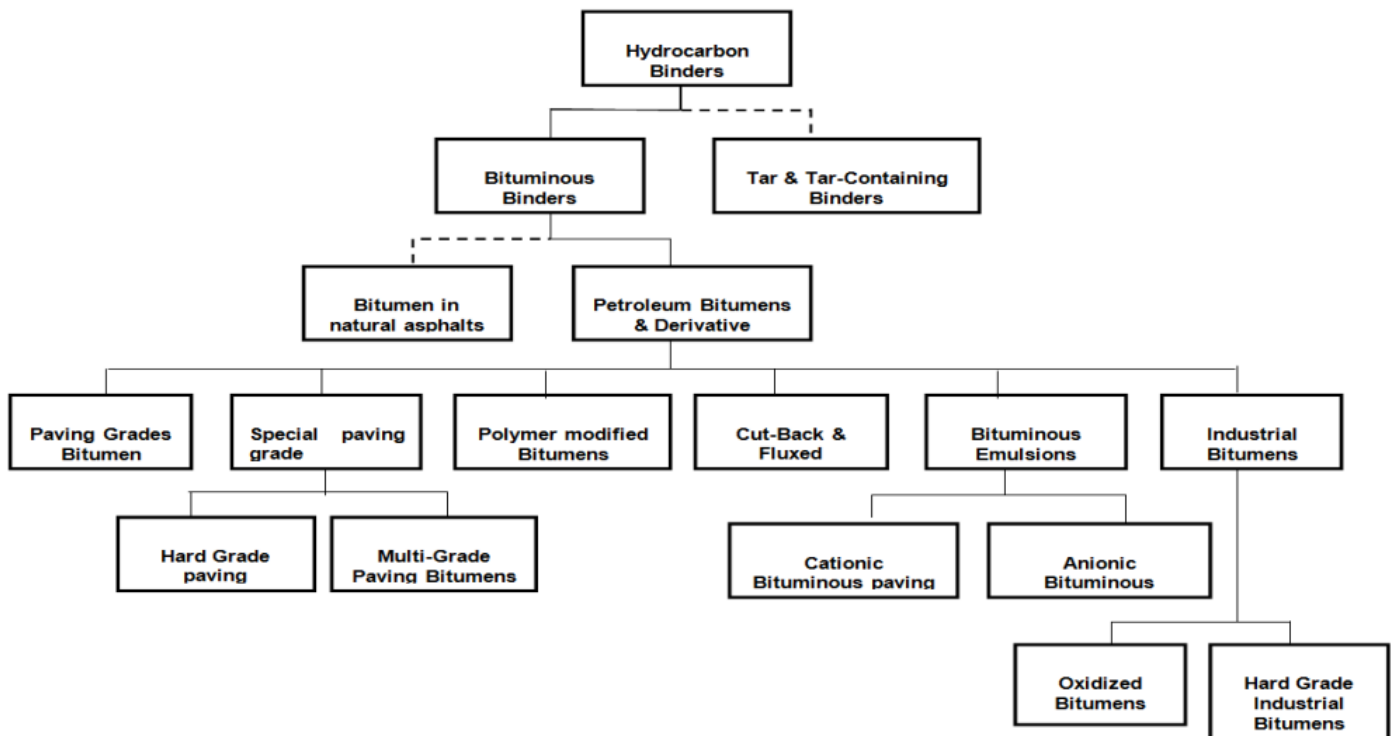 Hydrocarbon
Binders
Bituminous
Binders
Tar & Tar-Containing
Binders
Bitumen in
natural asphalts
Petroleum Bitumens
& Derivative
Paving Grades
Bitumen
Special paving
grade
Polymer modified
Bitumens
Cut-Back &
Fluxed
Bituminous
Emulsions
Industrial
Bitumens
Hard Grade
paving
Multi-Grade
Paving Bitumens
Cationic
Bituminous paving
Anionic
Bituminous
Oxidized
Bitumens
Hard Grade
Industrial
Bitumens